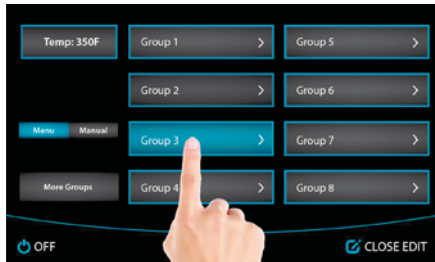 Temp: 350F
Group 1
Group 5
Group 2
Group 6
Menu
Manual
Group 3
Group 7
More Groups
Group 4
Group 8
OFF
CLOSE EDIT